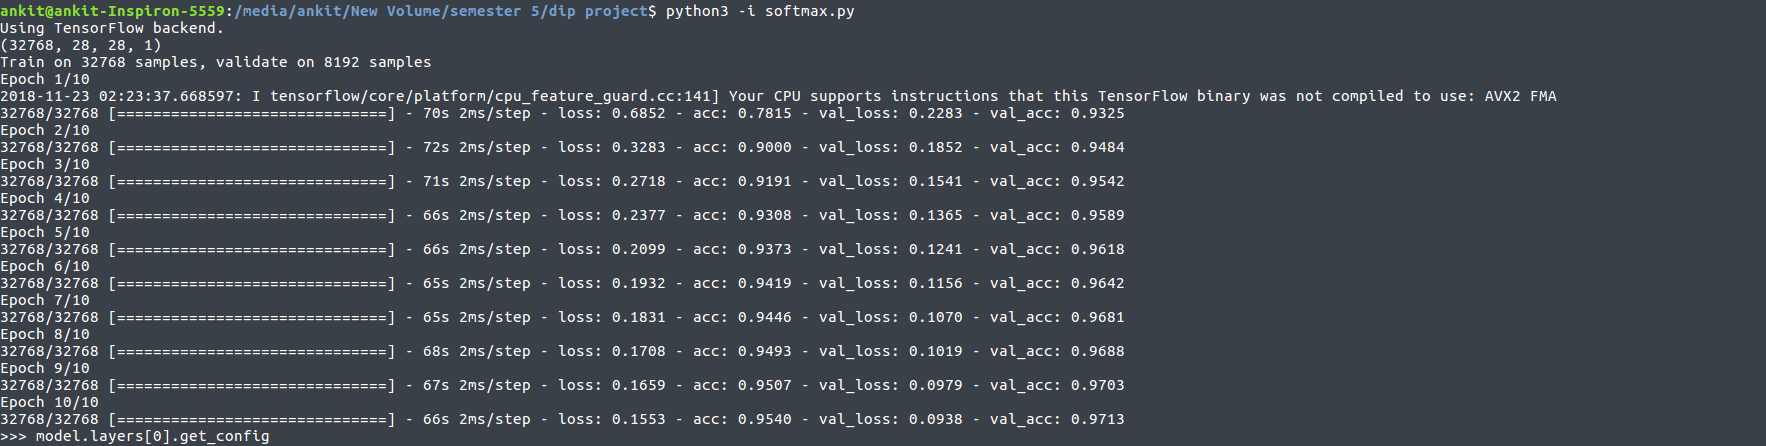 ankit@ankit-Inspiron-5559:/media/ankit/New Volume/semester 5/dip project$ python3 -i softmax.py
Using TensorFlow backend.
(32768, 28, 28, 1)
Train on 32768 samples, validate on 8192 samples
Epoch 1/10
2018-11-23 02:23:37.668597: I tensorflow/core/platform/cpu_feature_guard.cc:141] Your CPU supports instructions that this TensorFlow binary was not compiled to use: AVX2 FMA
32768/32768 [==============================] - 70s 2ms/step - loss: 0.6852 - acc: 0.7815 - val_loss: 0.2283 - val_acc: 0.9325
Epoch 2/10
32768/32768 [==============================] - 72s 2ms/step - loss: 0.3283 - acc: 0.9000 - val_loss: 0.1852 - val_acc: 0.9484
Epoch 3/10
32768/32768 [==============================] - 71s 2ms/step - loss: 0.2718 - acc: 0.9191 - val_loss: 0.1541 - val_acc: 0.9542
Epoch 4/10
32768/32768 [==============================] - 66s 2ms/step - loss: 0.2377 - acc: 0.9308 - val_loss: 0.1365 - val_acc: 0.9589
Epoch 5/10
32768/32768 [==============================] - 66s 2ms/step - loss: 0.2099 - acc: 0.9373 - val_loss: 0.1241 - val_acc: 0.9618
Epoch 6/10
32768/32768 [==============================] - 65s 2ms/step - loss: 0.1932 - acc: 0.9419 - val_loss: 0.1156 - val_acc: 0.9642
Epoch 7/10
32768/32768 [==============================] - 65s 2ms/step - loss: 0.1831 - acc: 0.9446 - val_loss: 0.1070 - val_acc: 0.9681
Epoch 8/10
32768/32768 [==============================] - 68s 2ms/step - loss: 0.1708 - acc: 0.9493 - val_loss: 0.1019 - val_acc: 0.9688
Epoch 9/10
32768/32768 [==============================] - 67s 2ms/step - loss: 0.1659 - acc: 0.9507 - val_loss: 0.0979 - val_acc: 0.9703
Epoch 10/10
32768/32768 [==============================] - 66s 2ms/step - loss: 0.1553 - acc: 0.9540 - val_loss: 0.0938 - val_acc: 0.9713
>>> model.layers[0].get_config